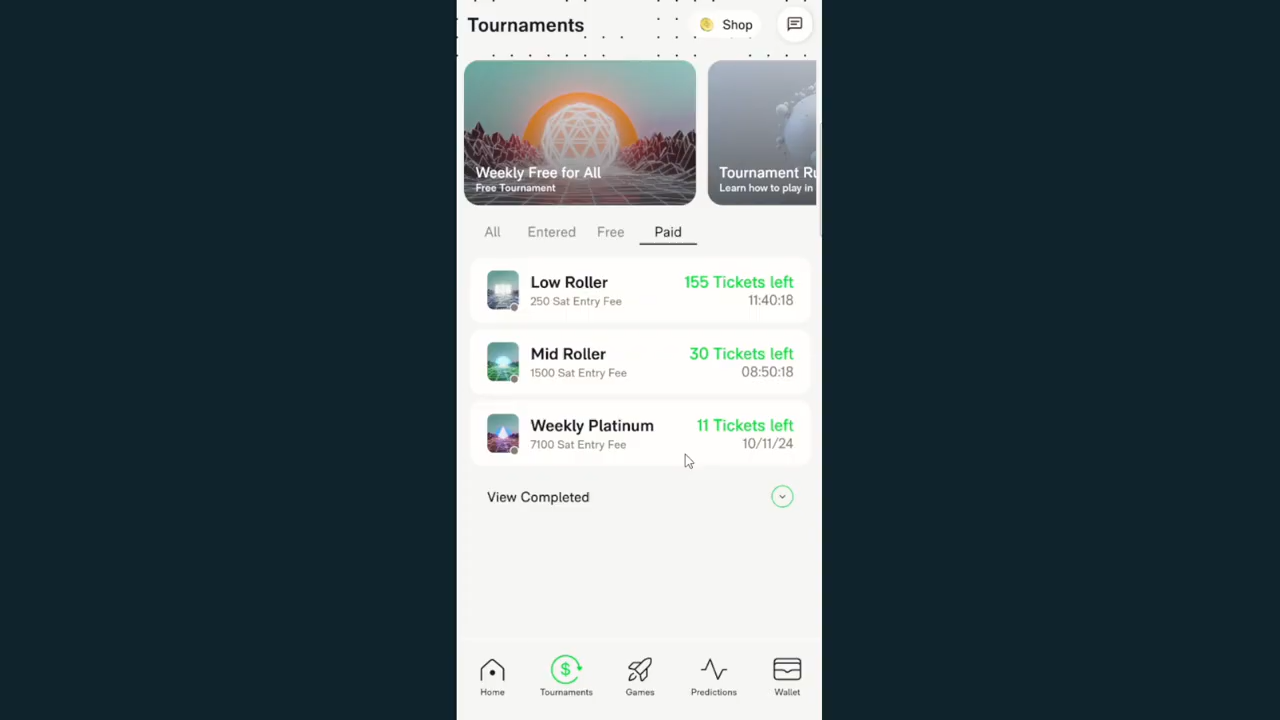 Tournaments
Shop
Weekly Free for All
Free Tournament
Tournament
Learn how to play in
All
Entered
Free
Paid
Low Roller
155 Tickets left
250 Sat Entry Fee
11:40:18
Mid Roller
30 Tickets left
1500 Sat Entry Fee
08:50:18
Weekly Platinum
11 Tickets left
7100 Sat Entry Fee
10/11/24
View Completed
$
Home
Tournaments
Games
Predictions
Wallet